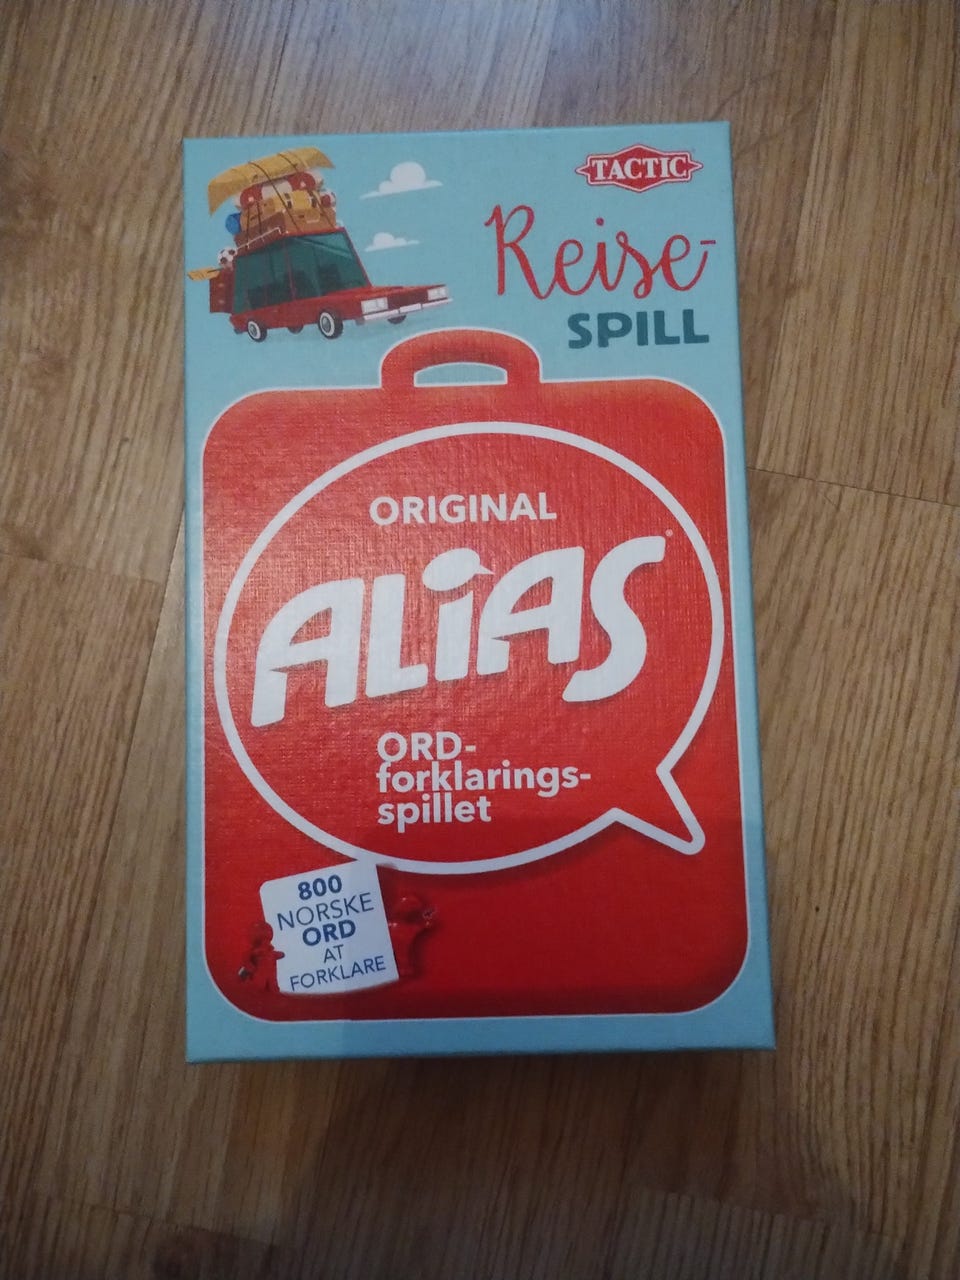 TACTIC
Reise-
SPILL
ORIGINAL
ALiAS®
ORD-
forklarings-
spillet
800
NORSKE
ORD
AT
FORKLARE